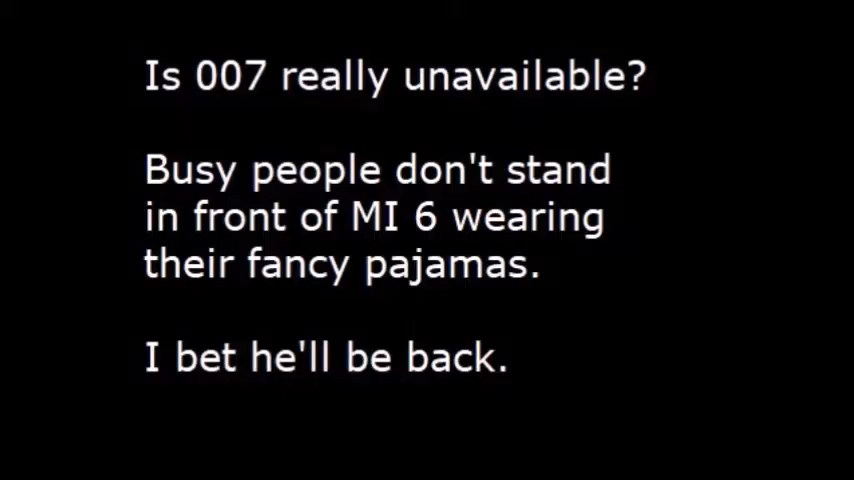 Is 007 really unavailable?
Busy people don't stand
in front of MI 6 wearing
their fancy pajamas.
I bet he'll be back.